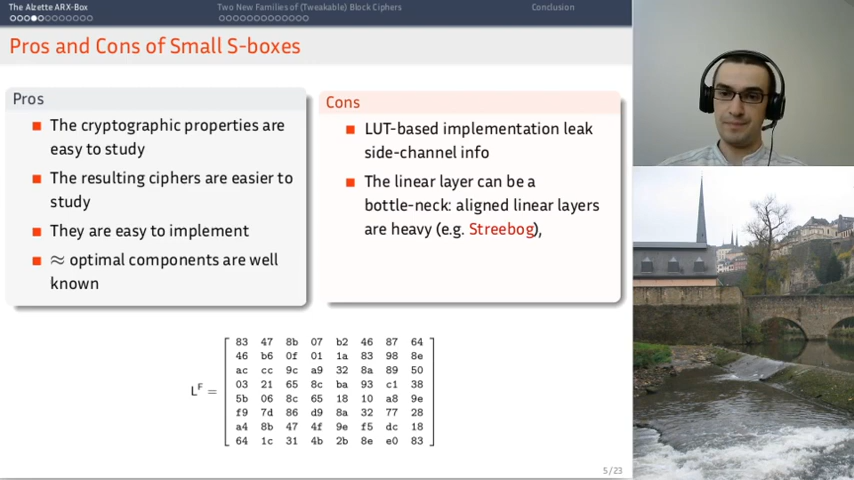 The Alzette ARX-Box
Two New Families of (Tweakable) Block Ciphers
Conclusion
Pros and Cons of Small S-boxes
Pros
The cryptographic properties are
easy to study
The resulting ciphers are easier to
study
They are easy to implement
≈ optimal components are well
known
Cons
LUT-based implementation leak
side-channel info
The linear layer can be a
bottle-neck: aligned linear layers
are heavy (e.g. Streebog),
83 47 8b 07 b2 46 87 64
46 b6 0f 01 1a 83 98 8e
ac cc 9c a9 32 8a 89 50
L^F = 03 21 65 8c ba 93 c1 38
5b 06 8c 65 18 10 a8 9e
f9 7d 86 d9 8a 32 77 28
a4 8b 47 4f 9e f5 dc 18
64 1c 31 4b 2b 8e e0 83
5/23